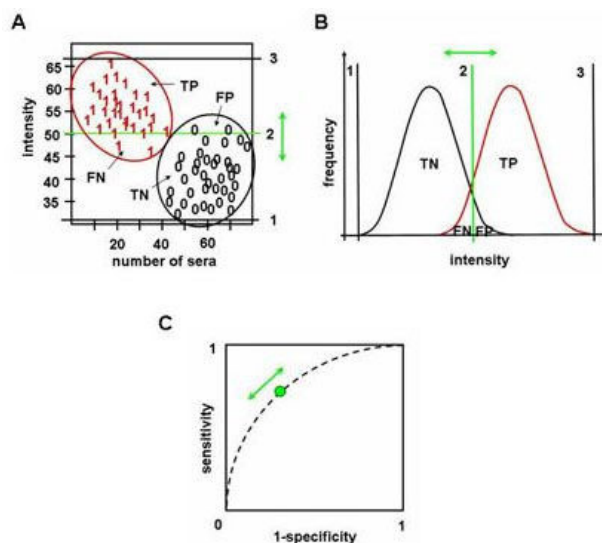 A
65
60
55
50
45
40
35
intensity
20
40
60
number of sera
TP
FP
FN
TN
3
2
1
B
1
2
3
frequency
TN
TP
FN FP
intensity
C
1
sensitivity
0
1
1-specificity